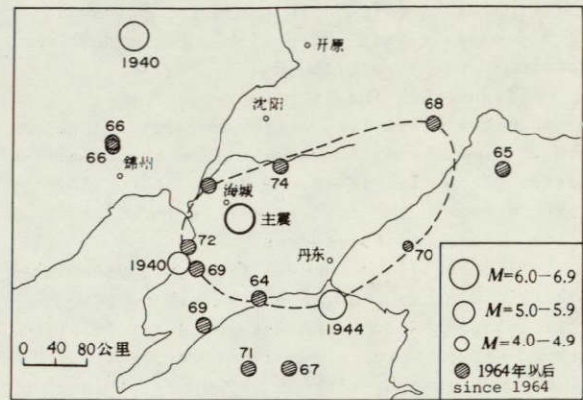 1940
开原
沈阳
68
66
66
錦州
74
65
海城
主震
72
1940
69
丹东
70
64
69
1944
71
67
0 40 80公里
M=6.0—6.9
M=5.0—5.9
M=4.0—4.9
1964年以后
since 1964